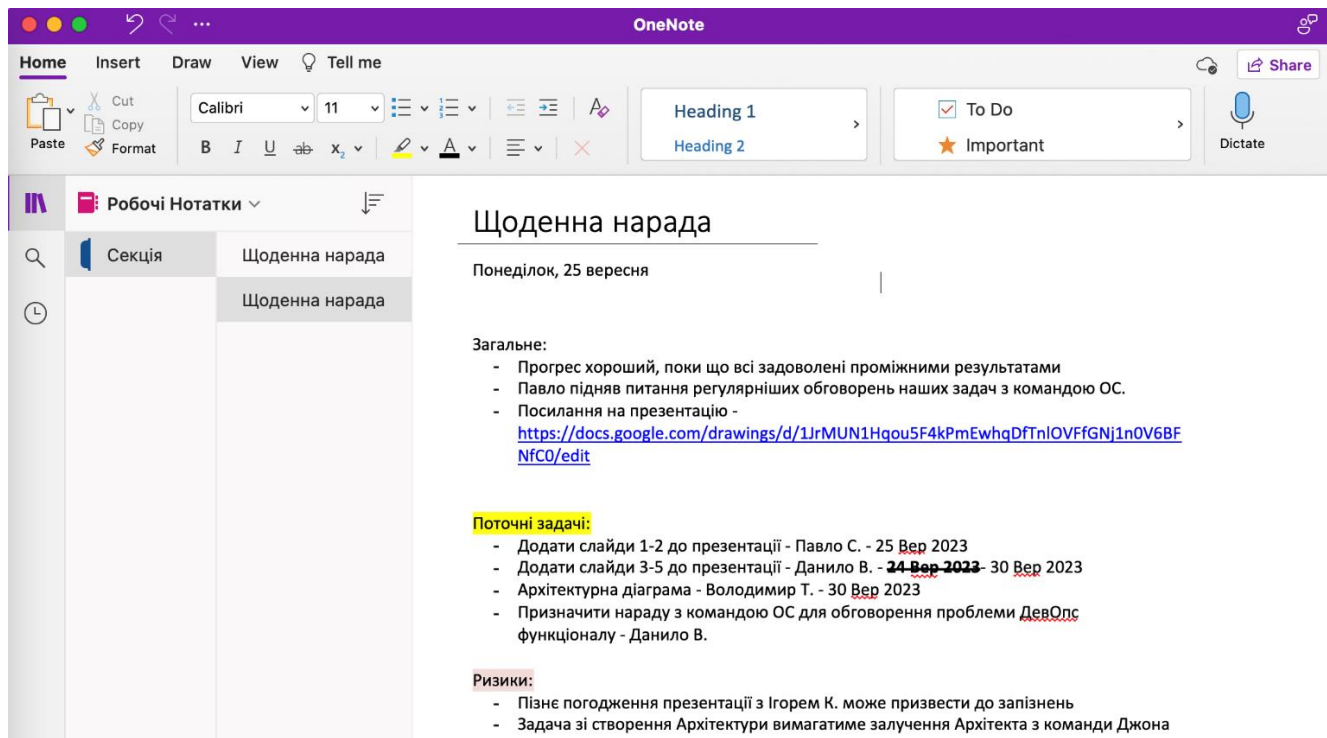 OneNote
Home Insert Draw View Tell me
Share
Paste
Cut
Copy
Format
Calibri 11
B I U ab x2 A
Heading 1
Heading 2
To Do
Important
Dictate
Робочі Нотатки
Секція
Щоденна нарада
Щоденна нарада
Щоденна нарада
Понеділок, 25 вересня
Загальне:
- Прогрес хороший, поки що всі задоволені проміжними результатами
- Павло підняв питання регулярніших обговорень наших задач з командою ОС.
- Посилання на презентацію -
https://docs.google.com/drawings/d/1JrMUN1Hqou5F4kPmEwhqDfTnlOVFfGNj1n0V6BF
NfC0/edit
Поточні задачі:
- Додати слайди 1-2 до презентації - Павло С. - 25 Вер 2023
- Додати слайди 3-5 до презентації - Данило В. - 24 Вер 2023- 30 Вер 2023
- Архітектурна діаграма - Володимир Т. - 30 Вер 2023
- Призначити нараду з командою ОС для обговорення проблеми ДевОпс
функціоналу - Данило В.
Ризики:
- Пізнє погодження презентації з Ігорем К. може призвести до запізнень
- Задача зі створення Архітектури вимагатиме залучення Архітекта з команди Джона